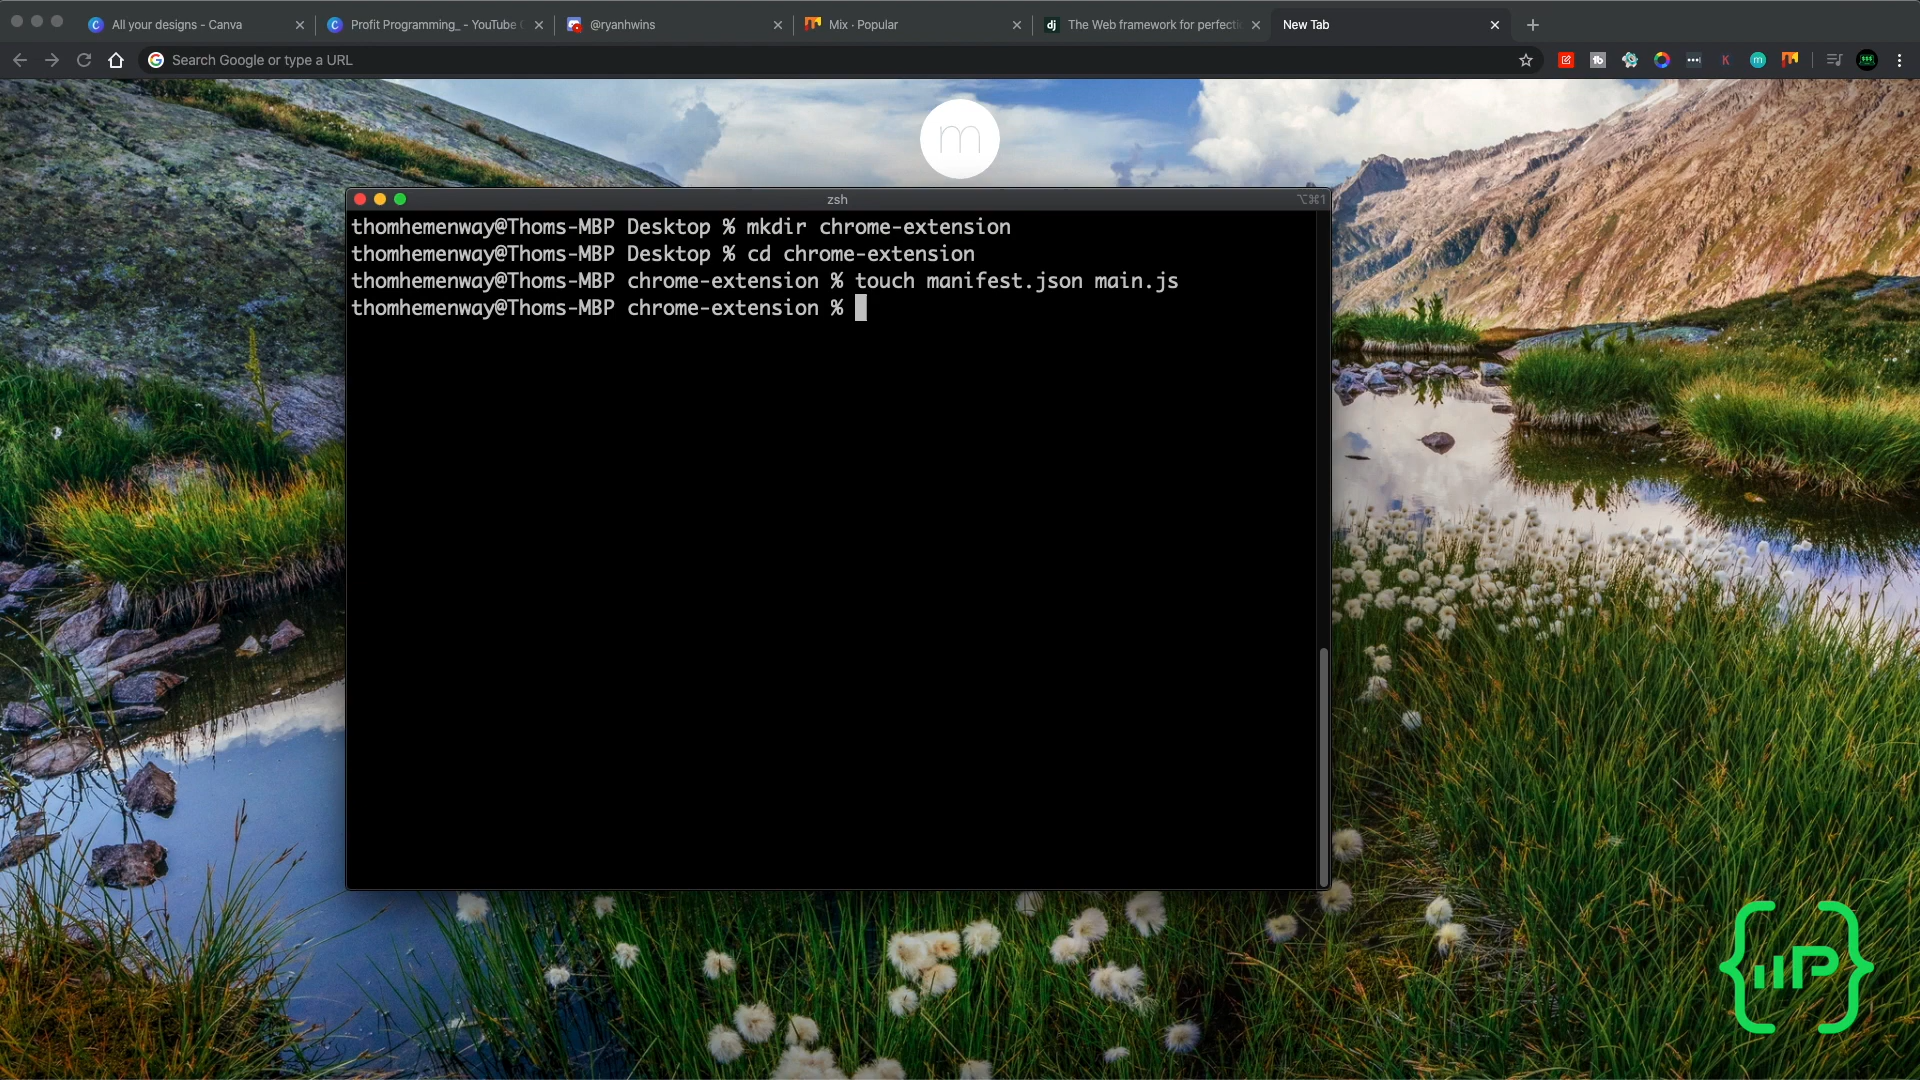 All your designs - Canva
Profit Programming_ - YouTube
@ryanhwins
Mix · Popular
The Web framework for perfecti
New Tab
Search Google or type a URL
m
zsh
⌥⌘1
thomhemenway@Thoms-MBP Desktop % mkdir chrome-extension
thomhemenway@Thoms-MBP Desktop % cd chrome-extension
thomhemenway@Thoms-MBP chrome-extension % touch manifest.json main.js
thomhemenway@Thoms-MBP chrome-extension %
{P}